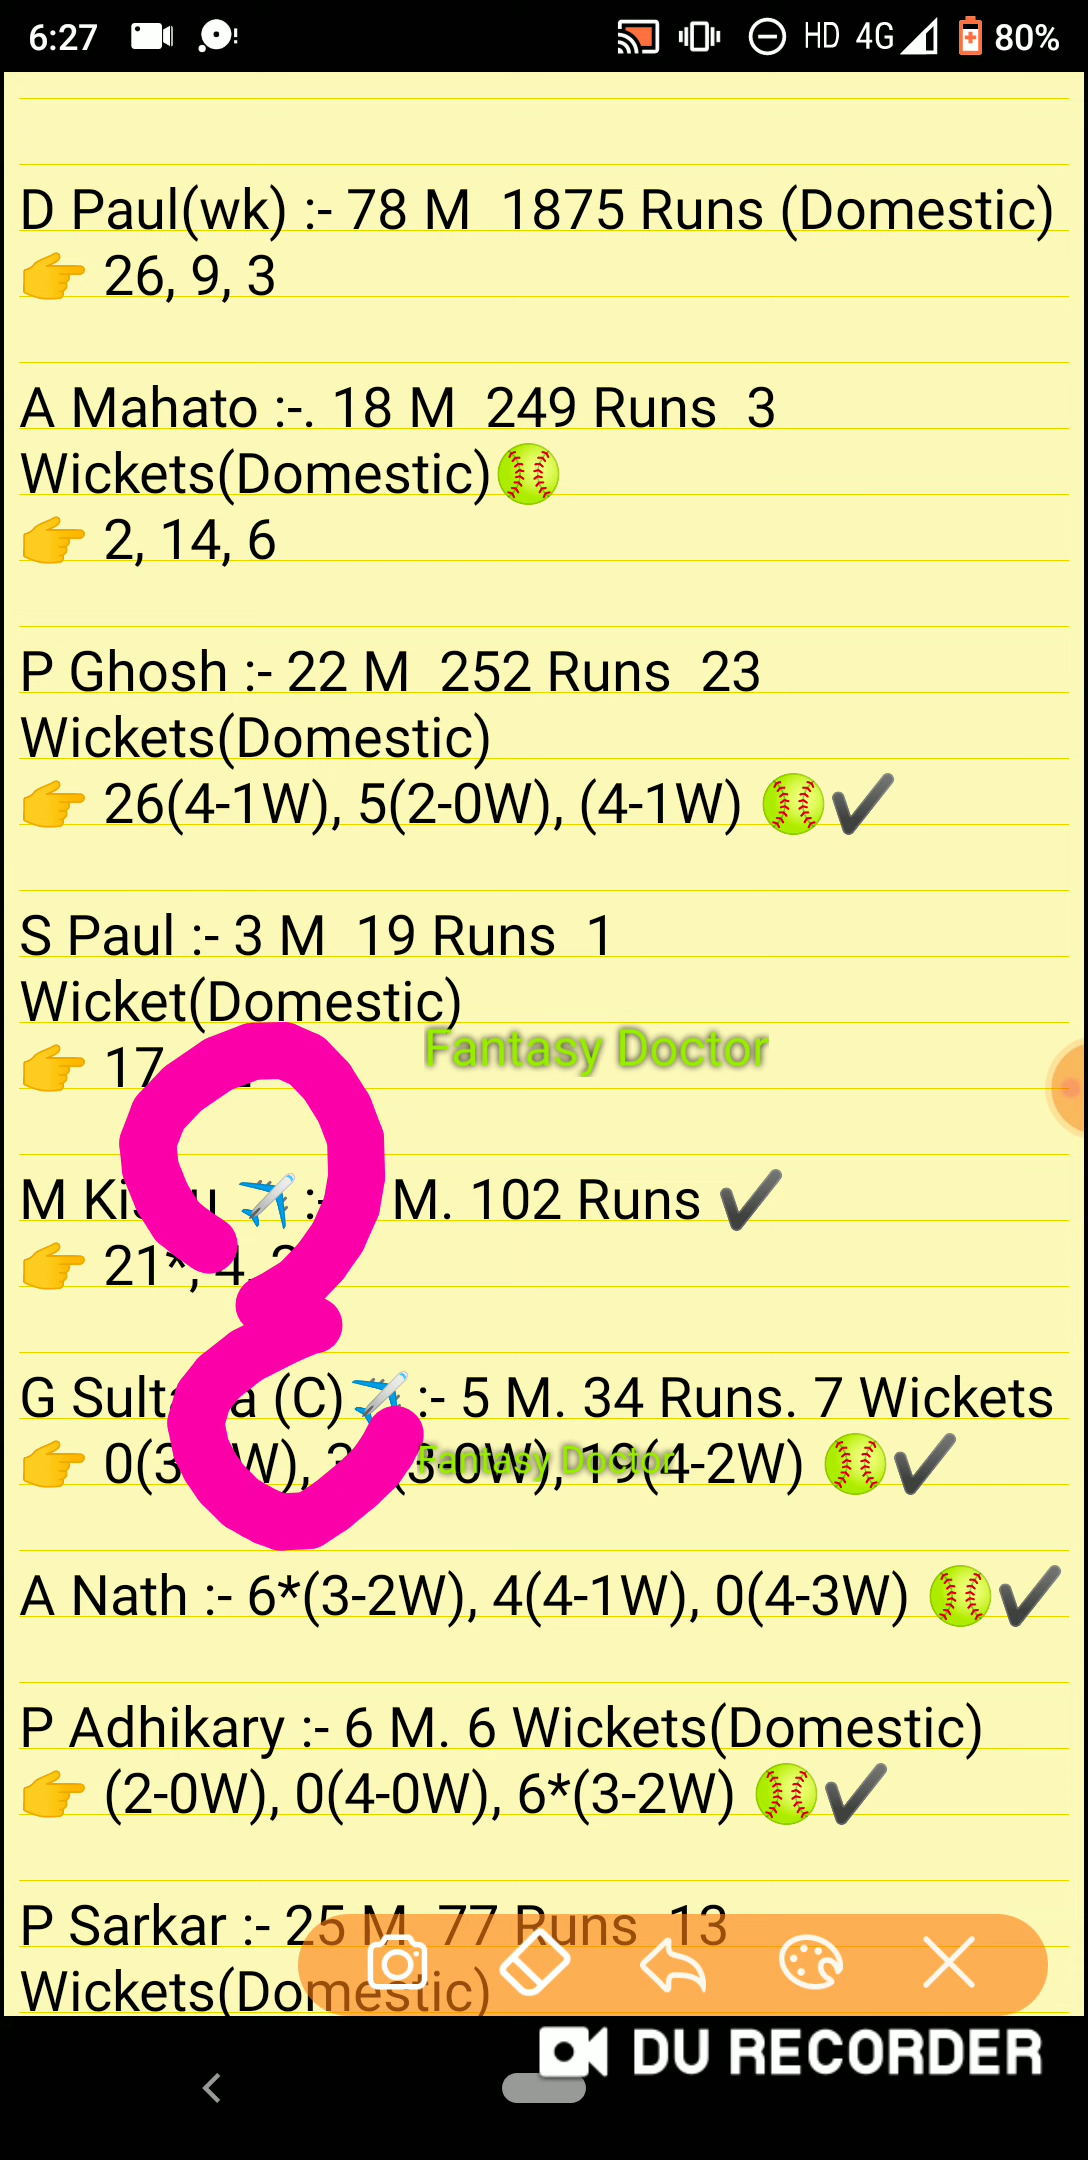 6:27 HD 4G 80%
D Paul(wk) :- 78 M  1875 Runs (Domestic)
👉 26, 9, 3
A Mahato :-. 18 M  249 Runs  3
Wickets(Domestic)🥎
👉 2, 14, 6
P Ghosh :- 22 M  252 Runs  23
Wickets(Domestic)
👉 26(4-1W), 5(2-0W), (4-1W) 🥎✔
S Paul :- 3 M  19 Runs  1
Wicket(Domestic)
Fantasy Doctor
👉 17
M ✈ :- M. 102 Runs ✔
👉 21*, 4,
G (C)✈ :- 5 M. 34 Runs. 7 Wickets
👉 19(4-2W) 🥎✔
Fantasy Doctor
A Nath :- 6*(3-2W), 4(4-1W), 0(4-3W) 🥎✔
P Adhikary :- 6 M. 6 Wickets(Domestic)
👉 (2-0W), 0(4-0W), 6*(3-2W) 🥎✔
P Sarkar :- 25 M  77 Runs  13
Wickets(Domestic)
DU RECORDER